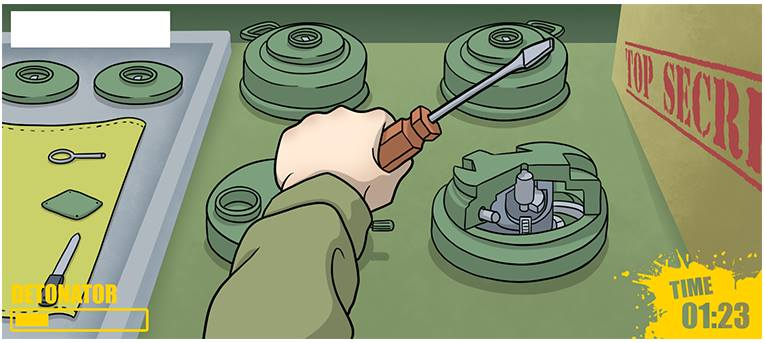 TOP SECR
DETONATOR
TIME
01:23